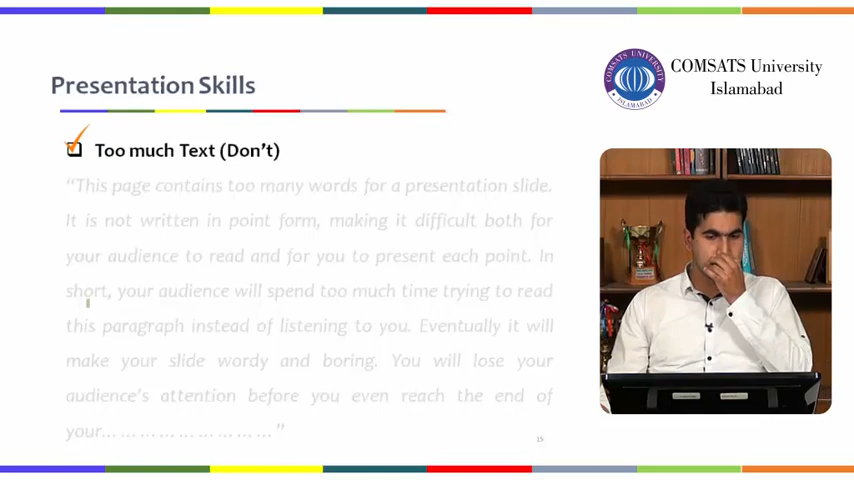 Presentation Skills
COMSATS University
Islamabad
COMSATS UNIVERSITY
ISLAMABAD
Too much Text (Don't)
“This page contains too many words for a presentation slide.
It is not written in point form, making it difficult both for
your audience to read and for you to present each point. In
short, your audience will spend too much time trying to read
this paragraph instead of listening to you. Eventually it will
make your slide wordy and boring. You will lose your
audience's attention before you even reach the end of
your… … … … … … … … … ”
15